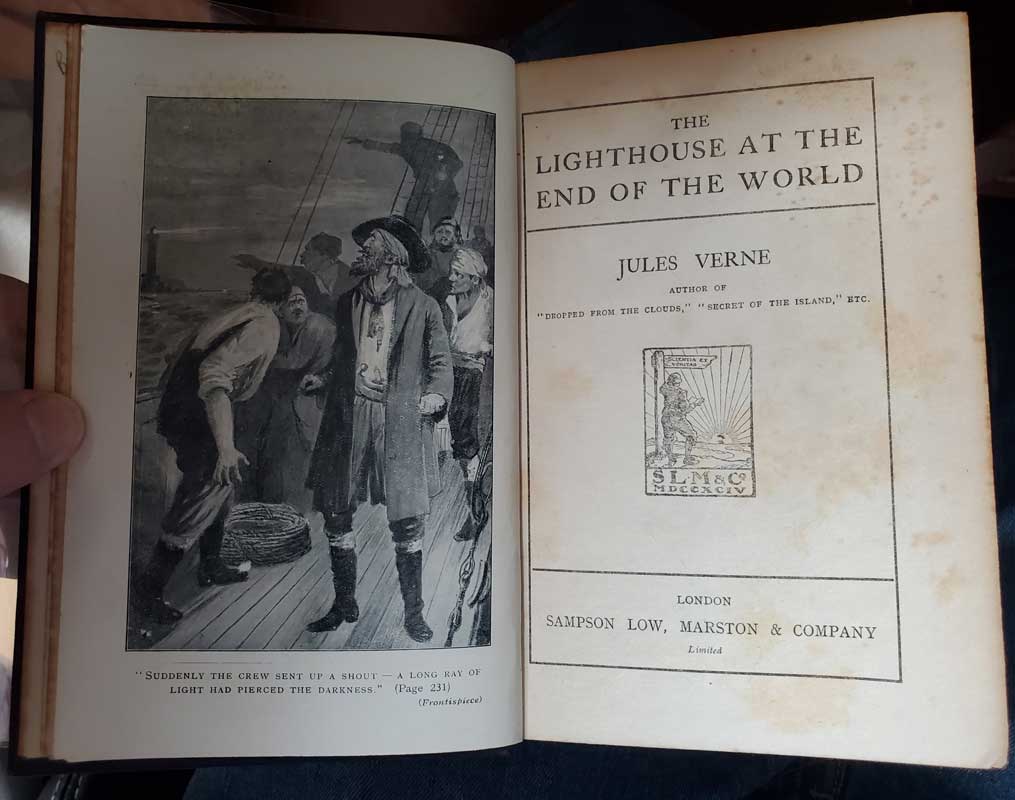 "SUDDENLY THE CREW SENT UP A SHOUT — A LONG RAY OF
LIGHT HAD PIERCED THE DARKNESS." (Page 231)
(Frontispiece)
THE
LIGHTHOUSE AT THE
END OF THE WORLD
JULES VERNE
AUTHOR OF
"DROPPED FROM THE CLOUDS," "SECRET OF THE ISLAND," ETC.
SCIENTIA ET
VERITAS
S L·M & Co
MDCCXCIV
LONDON
SAMPSON LOW, MARSTON & COMPANY
Limited